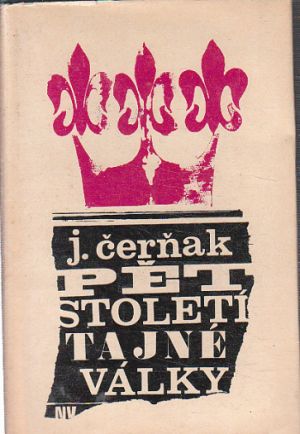 j. čerňak
PĚT
STOLETÍ
TAJNÉ
VÁLKY
NV